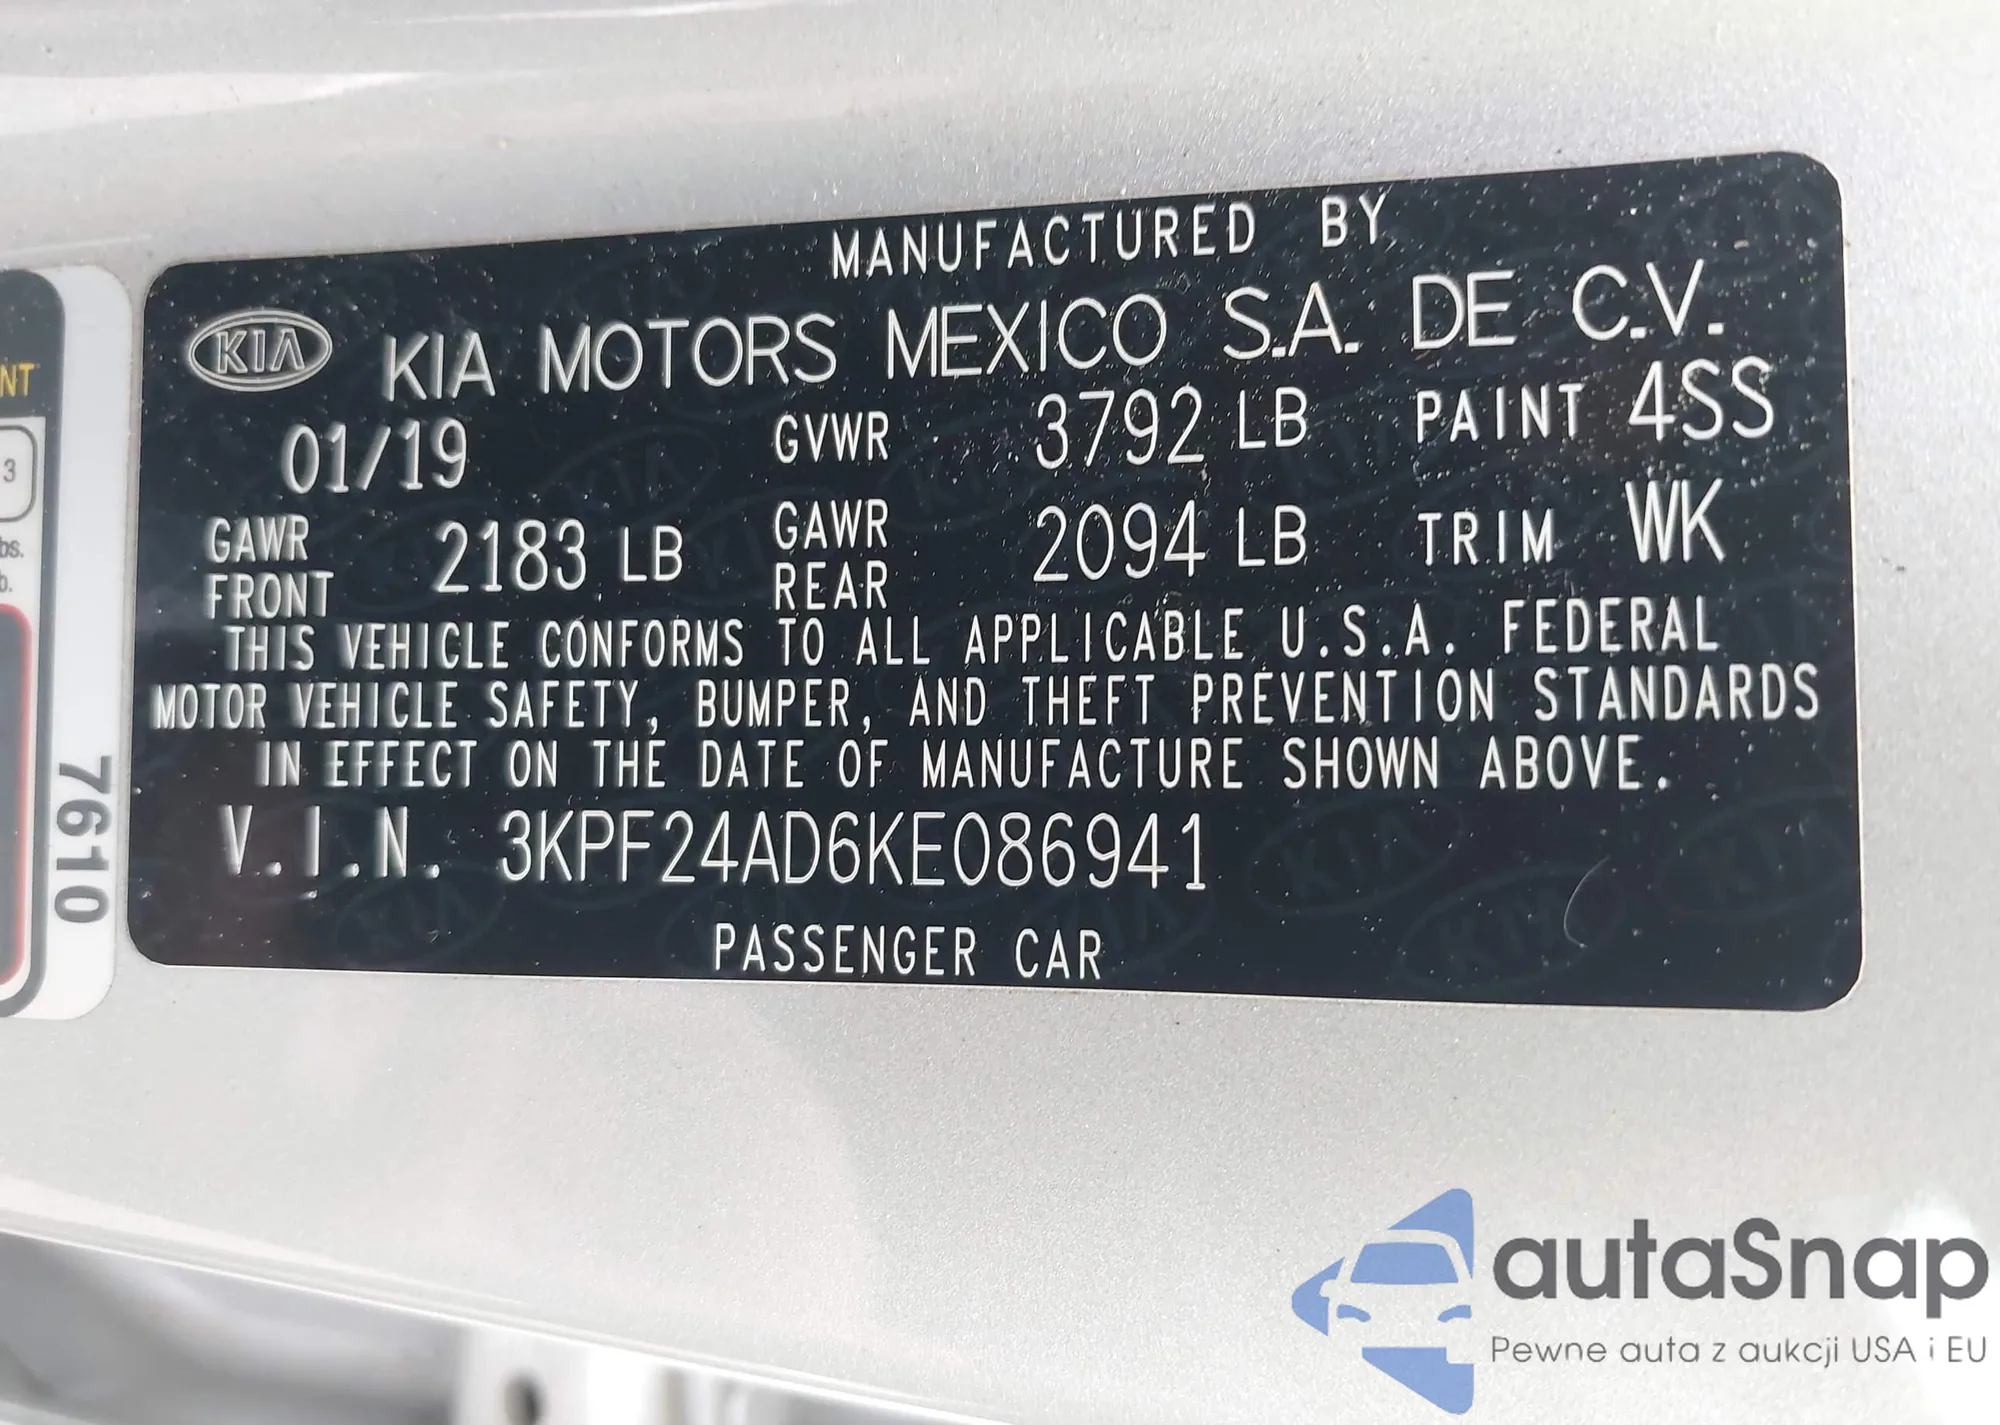 MANUFACTURED BY
KIA KIA MOTORS MEXICO S.A. DE C.V.
01/19 GVWR 3792 LB PAINT 4SS
GAWR FRONT 2183 LB GAWR REAR 2094 LB TRIM WK
THIS VEHICLE CONFORMS TO ALL APPLICABLE U.S.A. FEDERAL
MOTOR VEHICLE SAFETY, BUMPER, AND THEFT PREVENTION STANDARDS
IN EFFECT ON THE DATE OF MANUFACTURE SHOWN ABOVE.
V.I.N. 3KPF24AD6KE086941
PASSENGER CAR
NT
3
bs.
b.
7610
autaSnap
Pewne auta z aukcji USA i EU